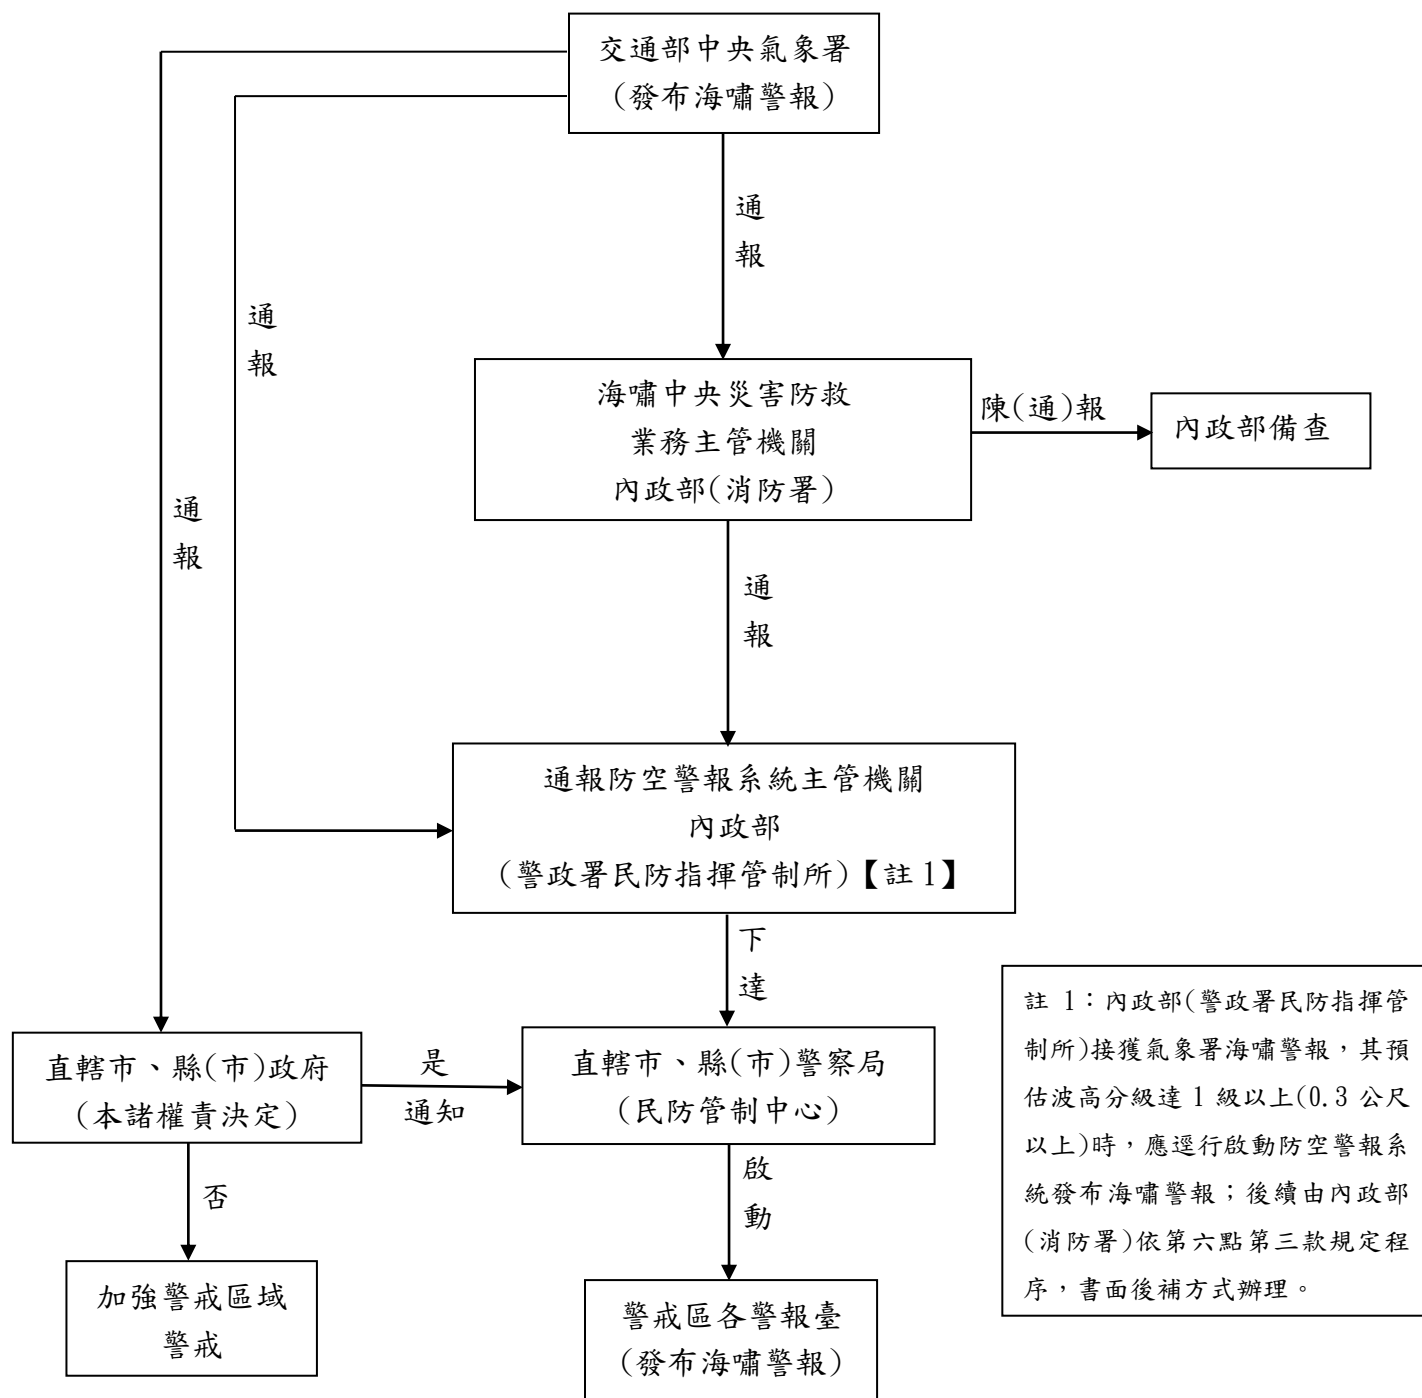 交通部中央氣象署
(發布海嘯警報)
通
報
通
報
通
報
海嘯中央災害防救
業務主管機關
內政部(消防署)
陳(通)報
內政部備查
通
報
通報防空警報系統主管機關
內政部
(警政署民防指揮管制所)【註1】
下
達
直轄市、縣(市)政府
(本諸權責決定)
是
通知
直轄市、縣(市)警察局
(民防管制中心)
否
啟
動
加強警戒區域
警戒
警戒區各警報臺
(發布海嘯警報)
註 1：內政部(警政署民防指揮管
制所)接獲氣象署海嘯警報，其預
估波高分級達 1 級以上(0.3 公尺
以上)時，應逕行啟動防空警報系
統發布海嘯警報；後續由內政部
(消防署)依第六點第三款規定程
序，書面後補方式辦理。